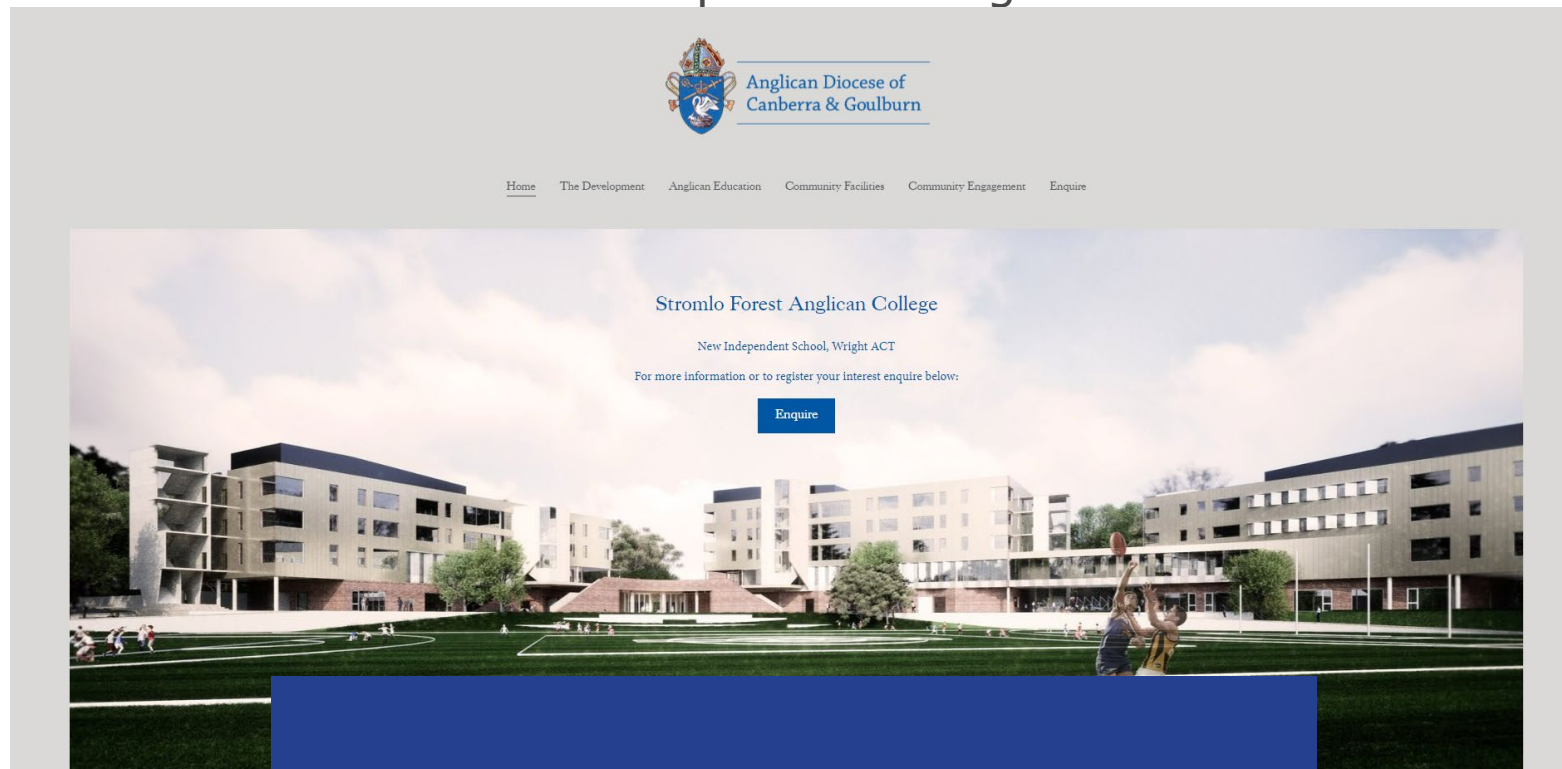 Anglican Diocese of
Canberra & Goulburn
Home The Development Anglican Education Community Facilities Community Engagement Enquire
Stromlo Forest Anglican College
New Independent School, Wright ACT
For more information or to register your interest enquire below:
Enquire